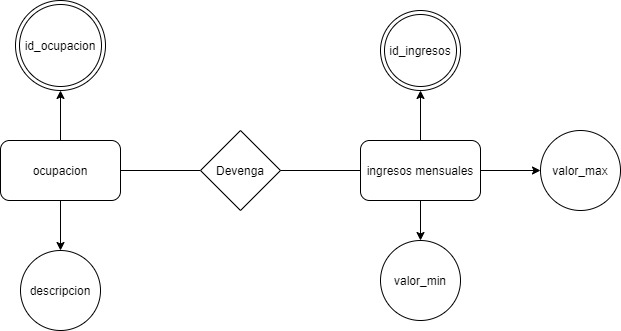 id_ocupacion
id_ingresos
ocupacion
Devenga
ingresos mensuales
valor_max
descripcion
valor_min